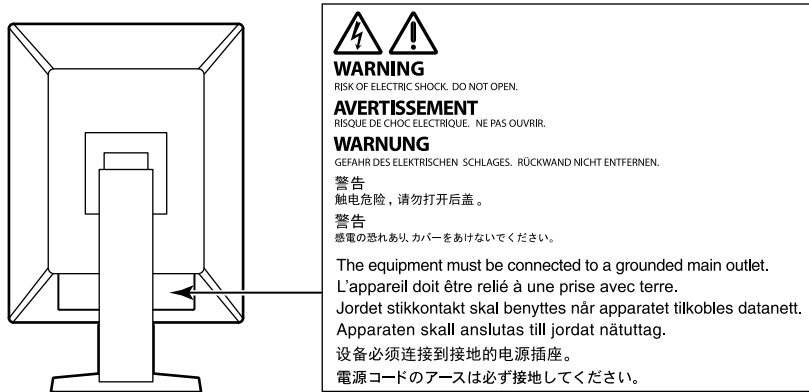 WARNING
RISK OF ELECTRIC SHOCK. DO NOT OPEN.
AVERTISSEMENT
RISQUE DE CHOC ELECTRIQUE. NE PAS OUVRIR.
WARNUNG
GEFAHR DES ELEKTRISCHEN SCHLAGES. RÜCKWAND NICHT ENTFERNEN.
警告
触电危险，请勿打开后盖。
警告
感電の恐れあり、カバーをあけないでください。
The equipment must be connected to a grounded main outlet.
L'appareil doit être relié à une prise avec terre.
Jordet stikkontakt skal benyttes når apparatet tilkobles datanett.
Apparaten skall anslutas till jordat nätuttag.
设备必须连接到接地的电源插座。
電源コードのアースは必ず接地してください。